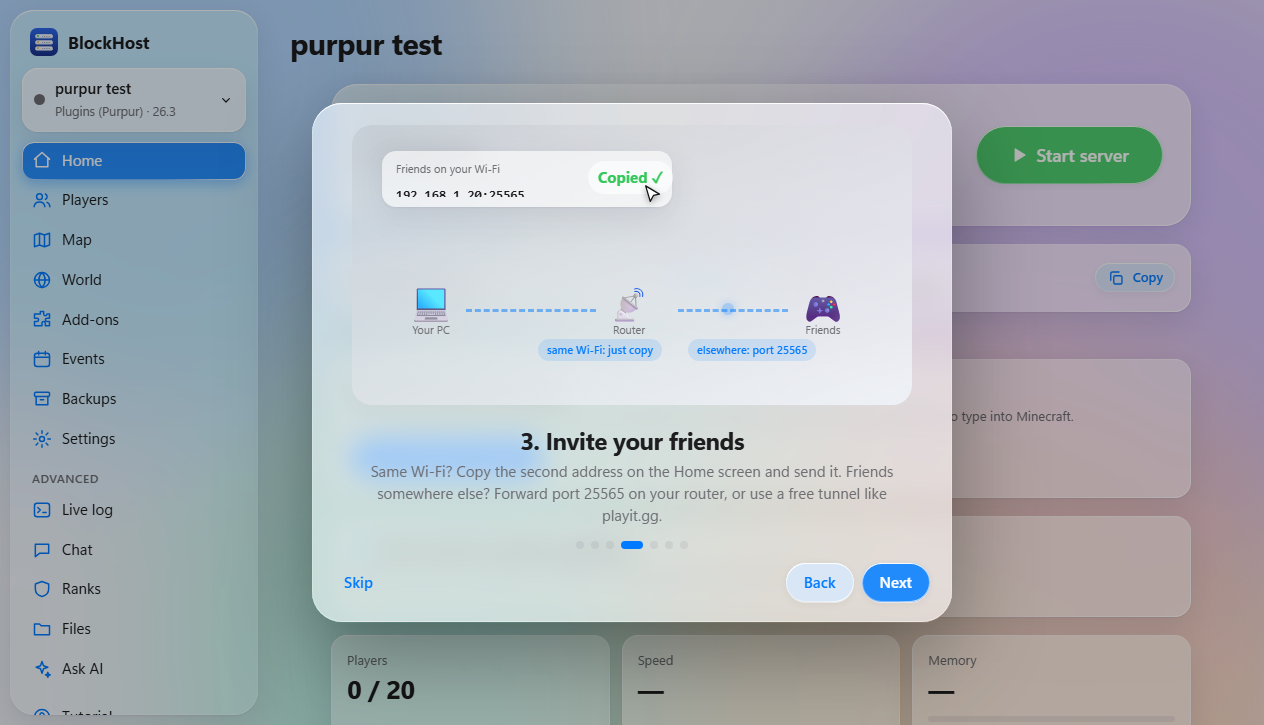 BlockHost
purpur test
Plugins (Purpur) · 26.3
Home
Players
Map
World
Add-ons
Events
Backups
Settings
ADVANCED
Live log
Chat
Ranks
Files
Ask AI
Tutorial
purpur test
Start server
Copy
o type into Minecraft.
Friends on your Wi-Fi
192.168.1.20:25565
Copied ✓
Your PC
Router
Friends
same Wi-Fi: just copy
elsewhere: port 25565
3. Invite your friends
Same Wi-Fi? Copy the second address on the Home screen and send it. Friends
somewhere else? Forward port 25565 on your router, or use a free tunnel like
playit.gg.
Skip
Back
Next
Players
0 / 20
Speed
—
Memory
—